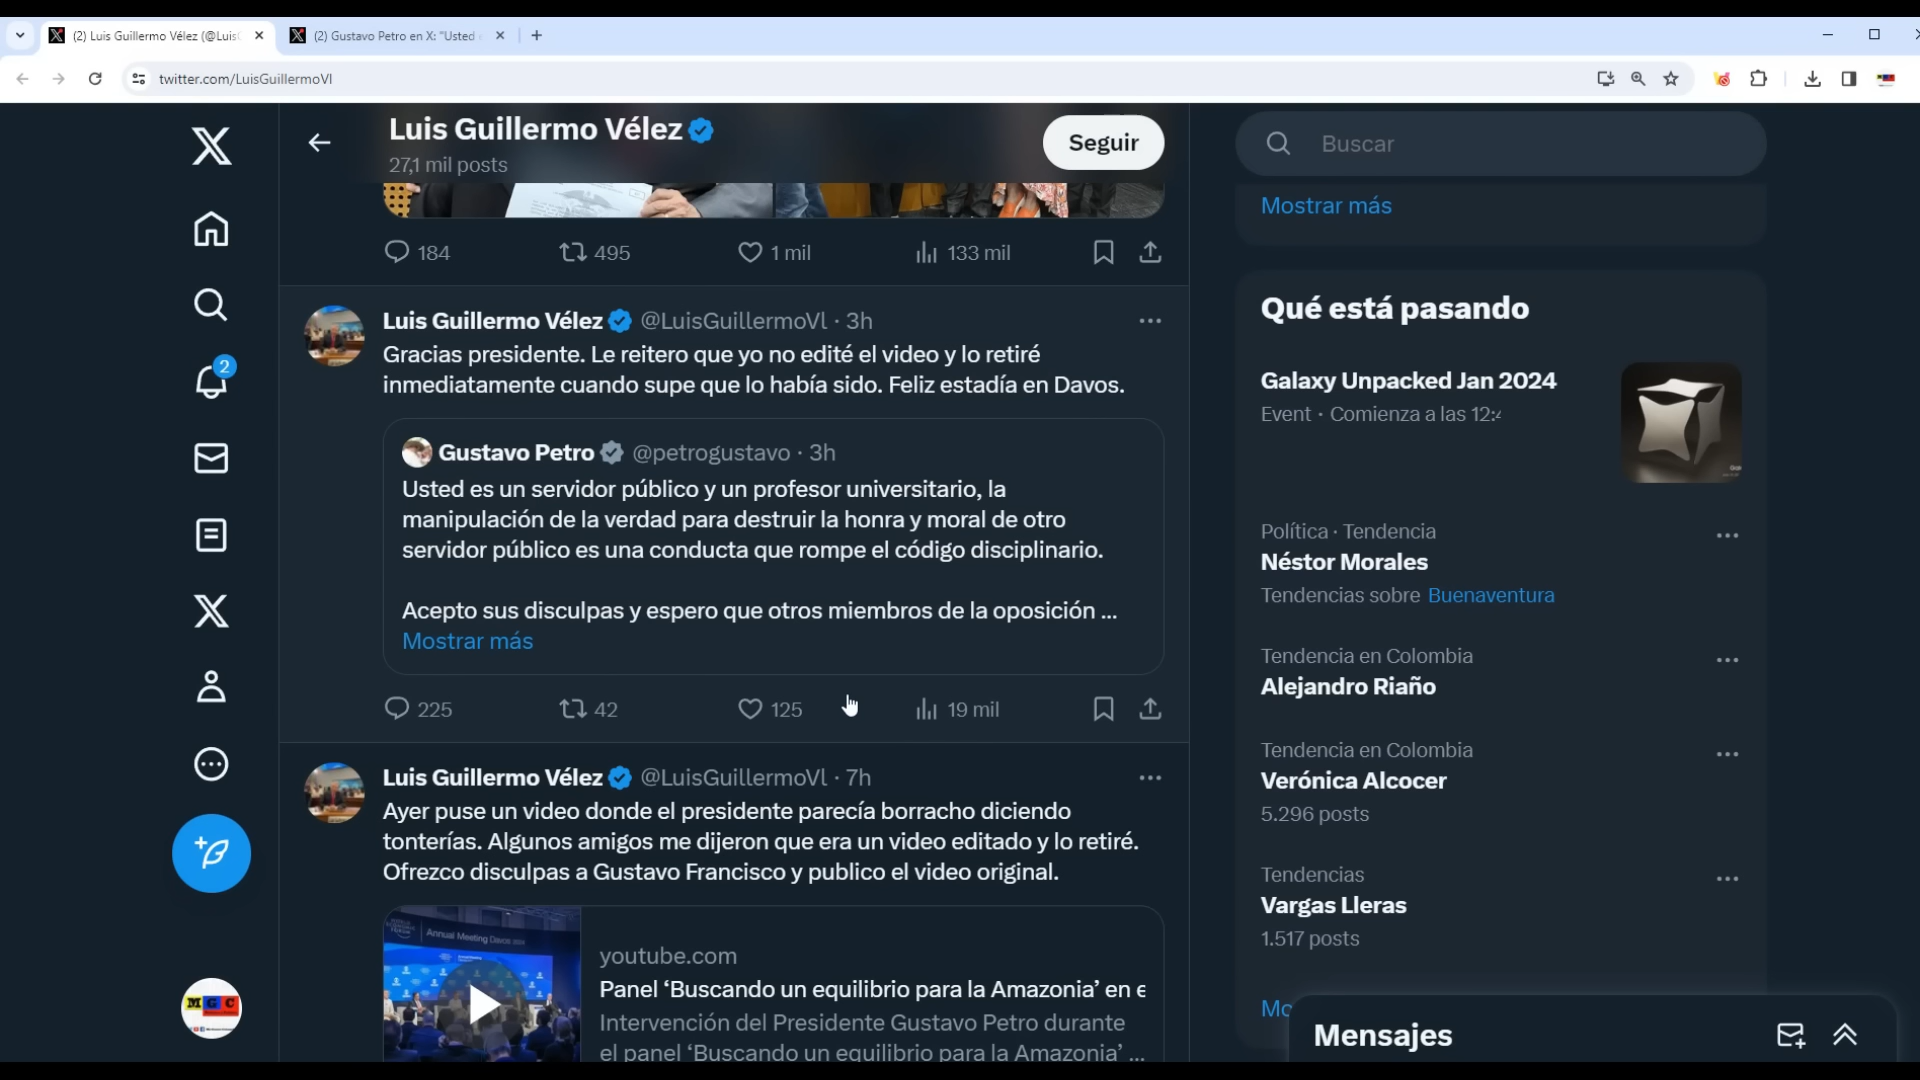 (2) Luis Guillermo Vélez (@Luis
(2) Gustavo Petro en X: "Usted
twitter.com/LuisGuillermoVl
Luis Guillermo Vélez
27,1 mil posts
Seguir
Buscar
Mostrar más
184 495 1 mil 133 mil
Luis Guillermo Vélez @LuisGuillermoVl · 3h
Gracias presidente. Le reitero que yo no edité el video y lo retiré
inmediatamente cuando supe que lo había sido. Feliz estadía en Davos.
Gustavo Petro @petrogustavo · 3h
Usted es un servidor público y un profesor universitario, la
manipulación de la verdad para destruir la honra y moral de otro
servidor público es una conducta que rompe el código disciplinario.
Acepto sus disculpas y espero que otros miembros de la oposición ...
Mostrar más
225 42 125 19 mil
Luis Guillermo Vélez @LuisGuillermoVl · 7h
Ayer puse un video donde el presidente parecía borracho diciendo
tonterías. Algunos amigos me dijeron que era un video editado y lo retiré.
Ofrezco disculpas a Gustavo Francisco y publico el video original.
Annual Meeting Davos 2024
youtube.com
Panel ‘Buscando un equilibrio para la Amazonia’ en e
Intervención del Presidente Gustavo Petro durante
el panel ‘Buscando un equilibrio para la Amazonia’ ...
2
MGC
Qué está pasando
Galaxy Unpacked Jan 2024
Event · Comienza a las 12:4
Política · Tendencia
Néstor Morales
Tendencias sobre Buenaventura
Tendencia en Colombia
Alejandro Riaño
Tendencia en Colombia
Verónica Alcocer
5.296 posts
Tendencias
Vargas Lleras
1.517 posts
Mo
Mensajes